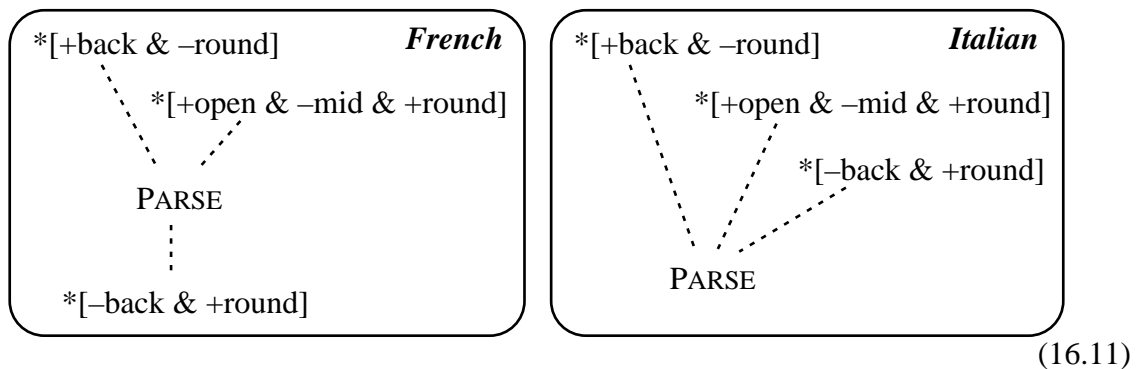 *[+back & –round] French
*[+open & –mid & +round]
PARSE
*[–back & +round]
*[+back & –round] Italian
*[+open & –mid & +round]
*[–back & +round]
PARSE
(16.11)